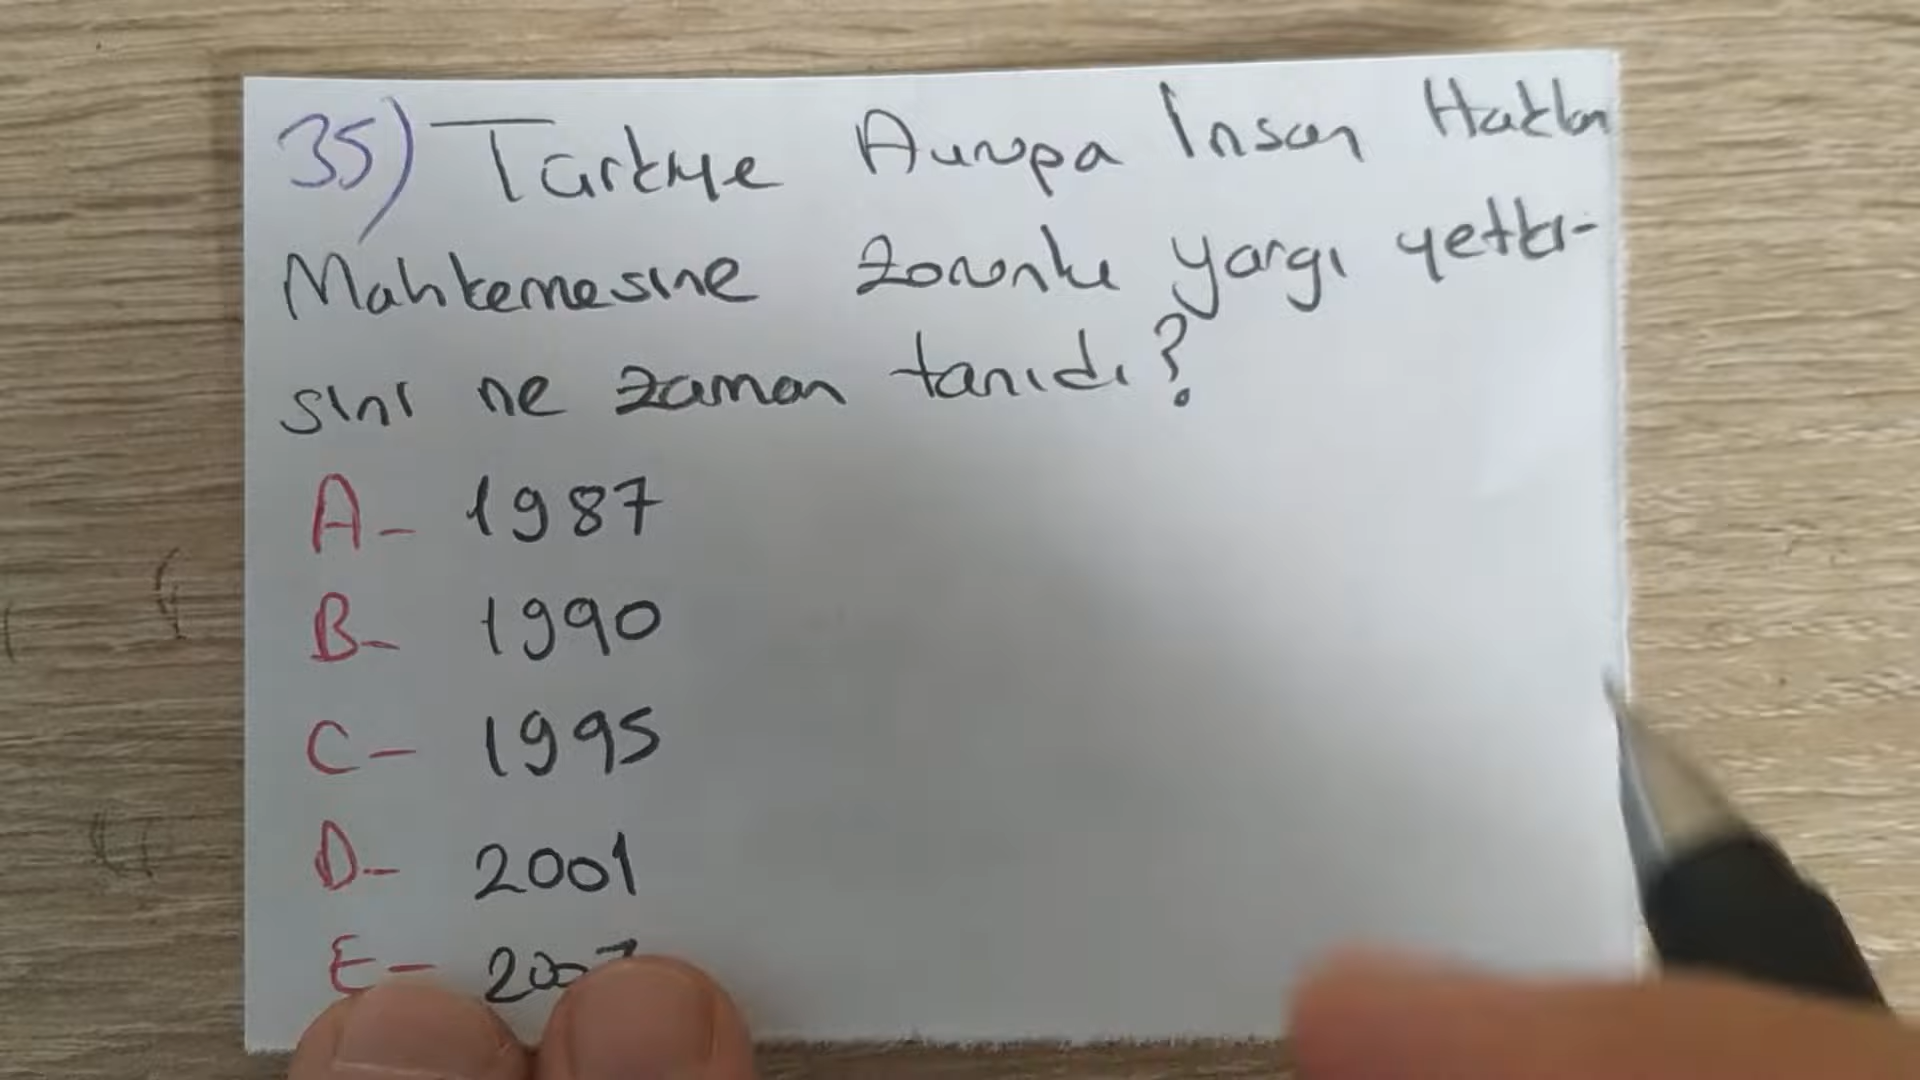 35) Türkiye Avrupa İnsan Hakları
Mahkemesine zorunlu yargı yetki-
sini ne zaman tanıdı?
A- 1987
B- 1990
C- 1995
D- 2001
E-